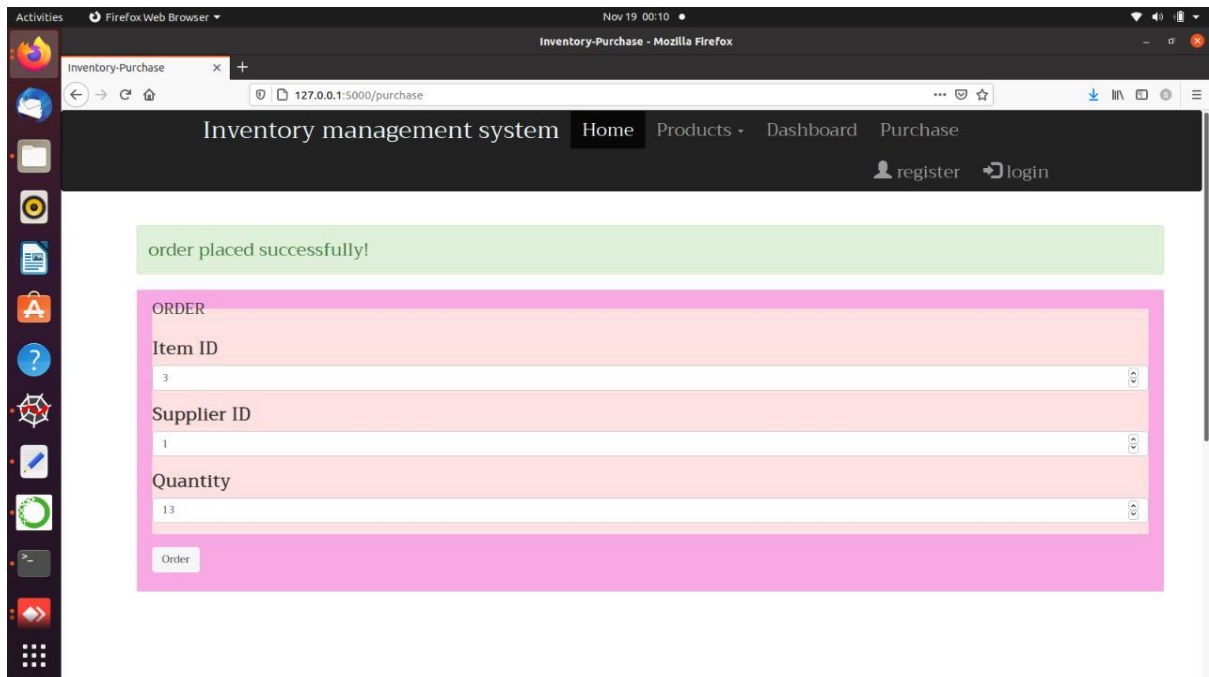 Activities Firefox Web Browser Nov 19 00:10
Inventory-Purchase - Mozilla Firefox
Inventory-Purchase
127.0.0.1:5000/purchase
Inventory management system Home Products Dashboard Purchase
register login
order placed successfully!
ORDER
Item ID
3
Supplier ID
1
Quantity
13
Order